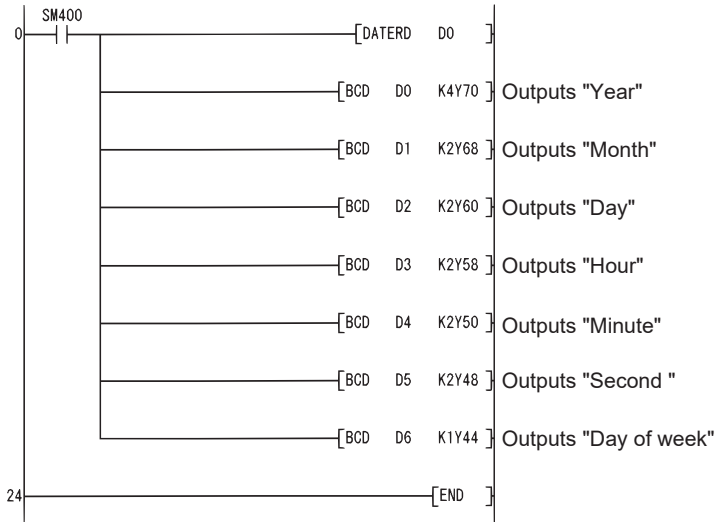 SM400
0 [DATERD D0 ]
[BCD D0 K4Y70 ] Outputs "Year"
[BCD D1 K2Y68 ] Outputs "Month"
[BCD D2 K2Y60 ] Outputs "Day"
[BCD D3 K2Y58 ] Outputs "Hour"
[BCD D4 K2Y50 ] Outputs "Minute"
[BCD D5 K2Y48 ] Outputs "Second "
[BCD D6 K1Y44 ] Outputs "Day of week"
24 [END ]